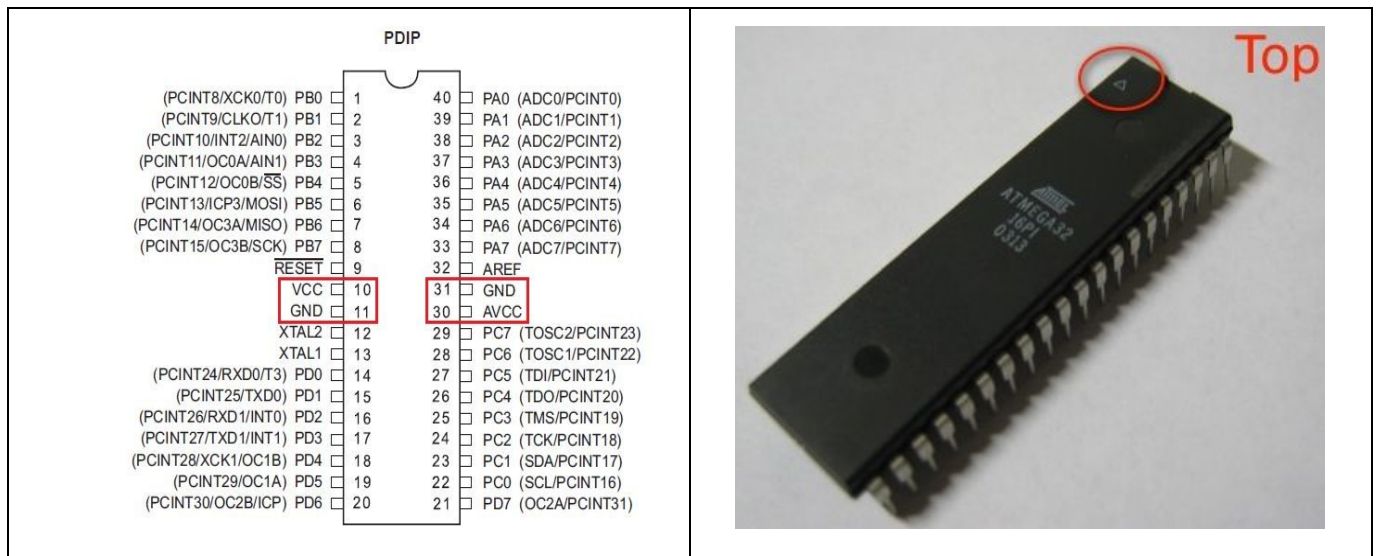 PDIP
(PCINT8/XCK0/T0) PB0 1 40 PA0 (ADC0/PCINT0)
(PCINT9/CLKO/T1) PB1 2 39 PA1 (ADC1/PCINT1)
(PCINT10/INT2/AIN0) PB2 3 38 PA2 (ADC2/PCINT2)
(PCINT11/OC0A/AIN1) PB3 4 37 PA3 (ADC3/PCINT3)
(PCINT12/OC0B/SS) PB4 5 36 PA4 (ADC4/PCINT4)
(PCINT13/ICP3/MOSI) PB5 6 35 PA5 (ADC5/PCINT5)
(PCINT14/OC3A/MISO) PB6 7 34 PA6 (ADC6/PCINT6)
(PCINT15/OC3B/SCK) PB7 8 33 PA7 (ADC7/PCINT7)
RESET 9 32 AREF
VCC 10 31 GND
GND 11 30 AVCC
XTAL2 12 29 PC7 (TOSC2/PCINT23)
XTAL1 13 28 PC6 (TOSC1/PCINT22)
(PCINT24/RXD0/T3) PD0 14 27 PC5 (TDI/PCINT21)
(PCINT25/TXD0) PD1 15 26 PC4 (TDO/PCINT20)
(PCINT26/RXD1/INT0) PD2 16 25 PC3 (TMS/PCINT19)
(PCINT27/TXD1/INT1) PD3 17 24 PC2 (TCK/PCINT18)
(PCINT28/XCK1/OC1B) PD4 18 23 PC1 (SDA/PCINT17)
(PCINT29/OC1A) PD5 19 22 PC0 (SCL/PCINT16)
(PCINT30/OC2B/ICP) PD6 20 21 PD7 (OC2A/PCINT31)
Top
ATMEL
ATMEGA32
16PI
0313